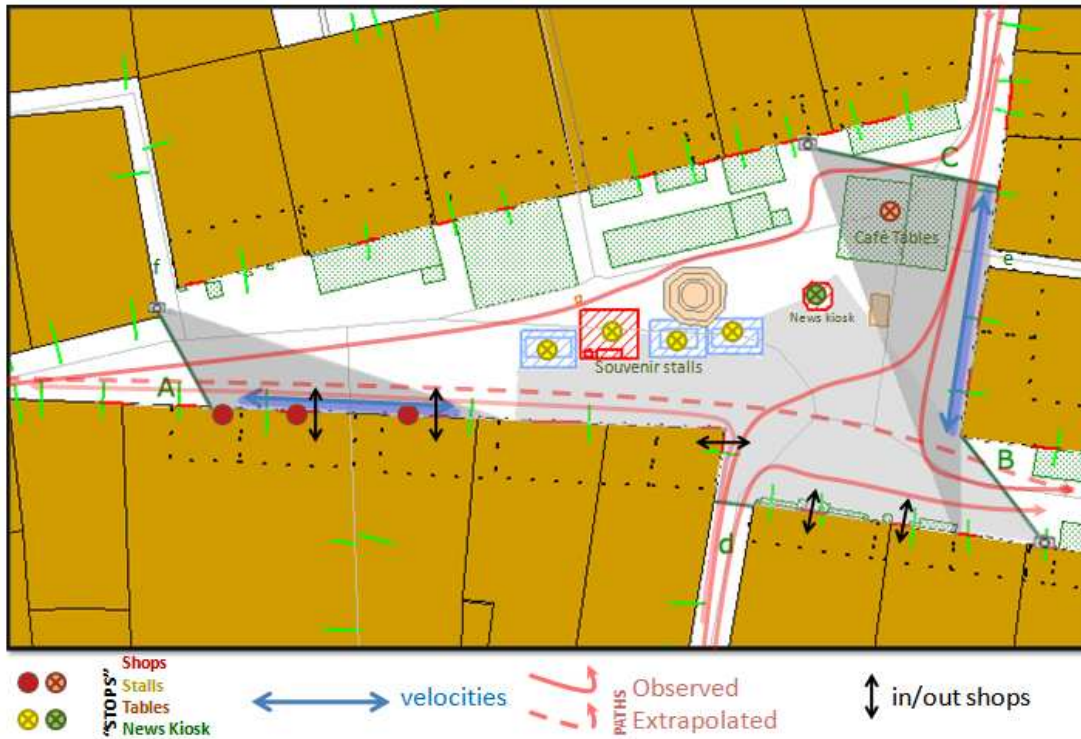 C
Café Tables
e
f
News kiosk
Souvenir stalls
A
B
d
"STOPS"
Shops
Stalls
Tables
News Kiosk
velocities
PATHS
Observed
Extrapolated
in/out shops